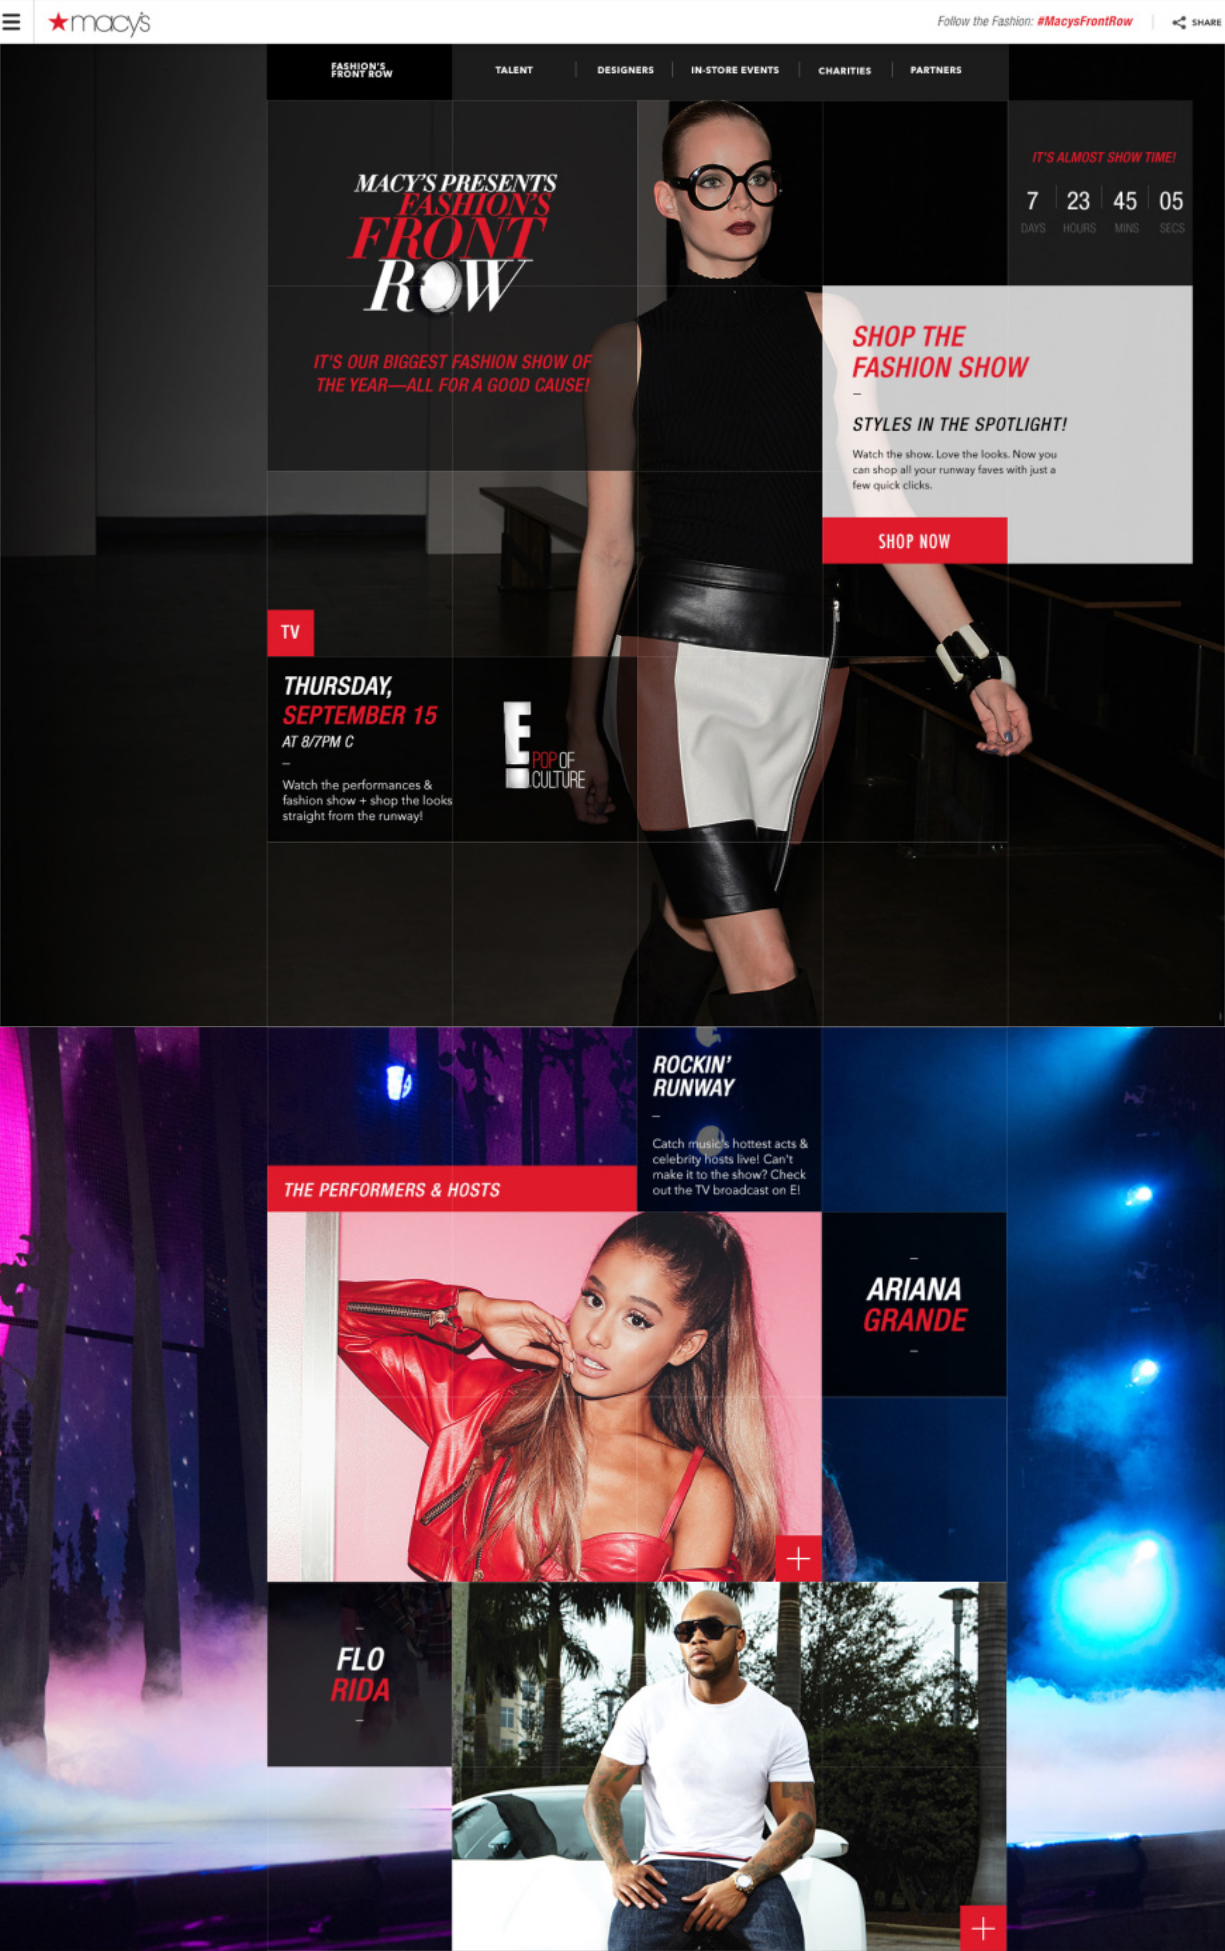 macy's
Follow the Fashion: #MacysFrontRow
SHARE
FASHION'S
FRONT ROW
TALENT
DESIGNERS
IN-STORE EVENTS
CHARITIES
PARTNERS
MACY'S PRESENTS
FASHION'S
FRONT
ROW
IT'S OUR BIGGEST FASHION SHOW OF
THE YEAR—ALL FOR A GOOD CAUSE!
IT'S ALMOST SHOW TIME!
7 23 45 05
DAYS HOURS MINS SECS
SHOP THE
FASHION SHOW
–
STYLES IN THE SPOTLIGHT!
Watch the show. Love the looks. Now you
can shop all your runway faves with just a
few quick clicks.
SHOP NOW
TV
THURSDAY,
SEPTEMBER 15
AT 8/7PM C
–
Watch the performances &
fashion show + shop the looks
straight from the runway!
E!
POP OF
CULTURE
ROCKIN'
RUNWAY
–
Catch music's hottest acts &
celebrity hosts live! Can't
make it to the show? Check
out the TV broadcast on E!
THE PERFORMERS & HOSTS
–
ARIANA
GRANDE
–
+
–
FLO
RIDA
–
+